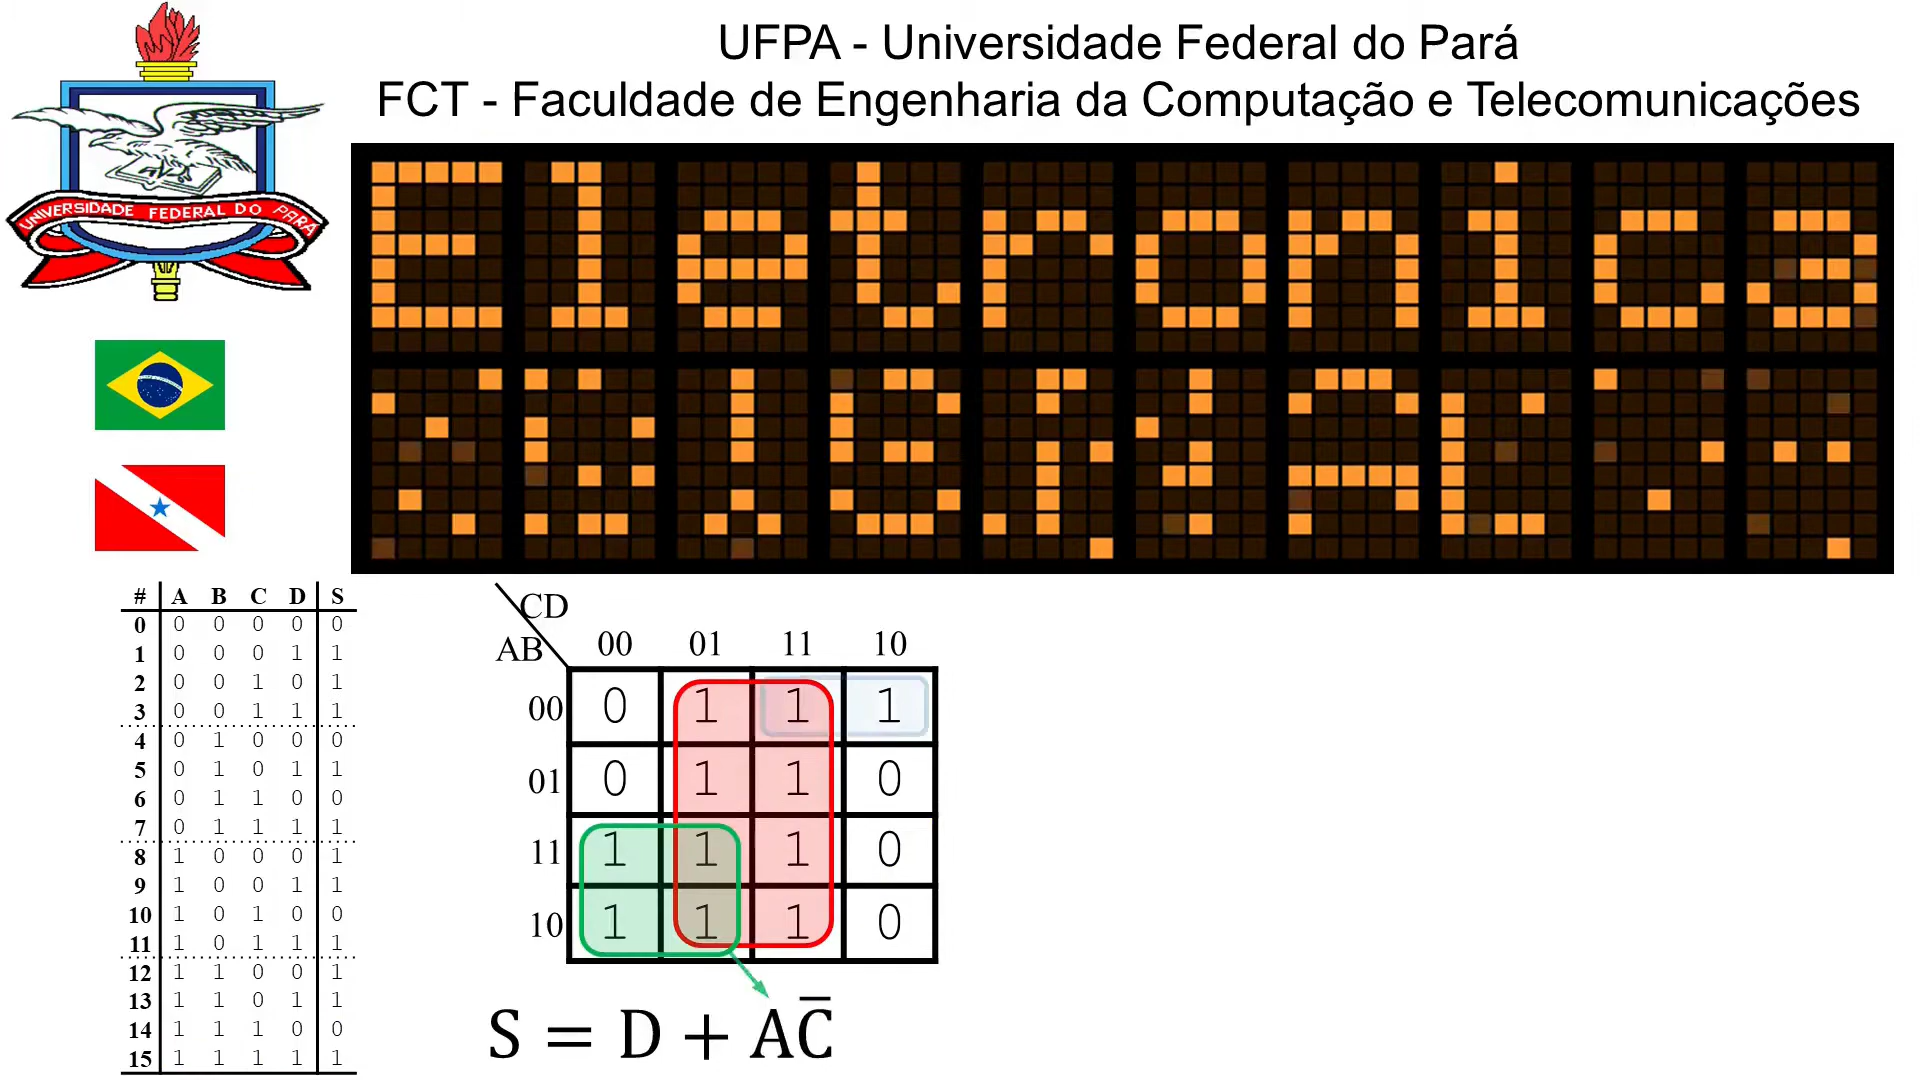 UFPA - Universidade Federal do Pará
FCT - Faculdade de Engenharia da Computação e Telecomunicações
UNIVERSIDADE FEDERAL DO PARÁ
Eletronica
# A B C D S
0 0 0 0 0 0
1 0 0 0 1 1
2 0 0 1 0 1
3 0 0 1 1 1
4 0 1 0 0 0
5 0 1 0 1 1
6 0 1 1 0 0
7 0 1 1 1 1
8 1 0 0 0 1
9 1 0 0 1 1
10 1 0 1 0 0
11 1 0 1 1 1
12 1 1 0 0 1
13 1 1 0 1 1
14 1 1 1 0 0
15 1 1 1 1 1
CD
AB 00 01 11 10
00 0 1 1 1
01 0 1 1 0
11 1 1 1 0
10 1 1 1 0
S = D + AC̅